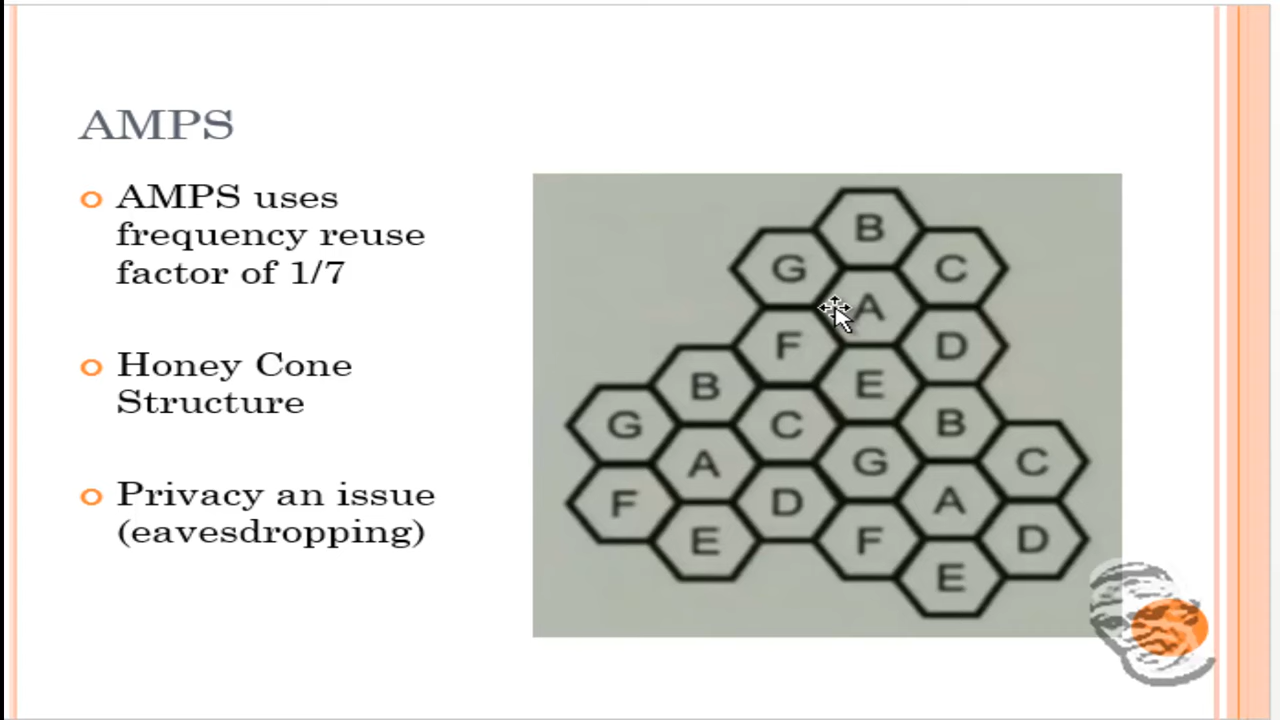 AMPS
AMPS uses
frequency reuse
factor of 1/7
Honey Cone
Structure
Privacy an issue
(eavesdropping)
B
G
C
A
F
D
B
E
G
C
B
A
G
C
F
D
A
E
F
D
E